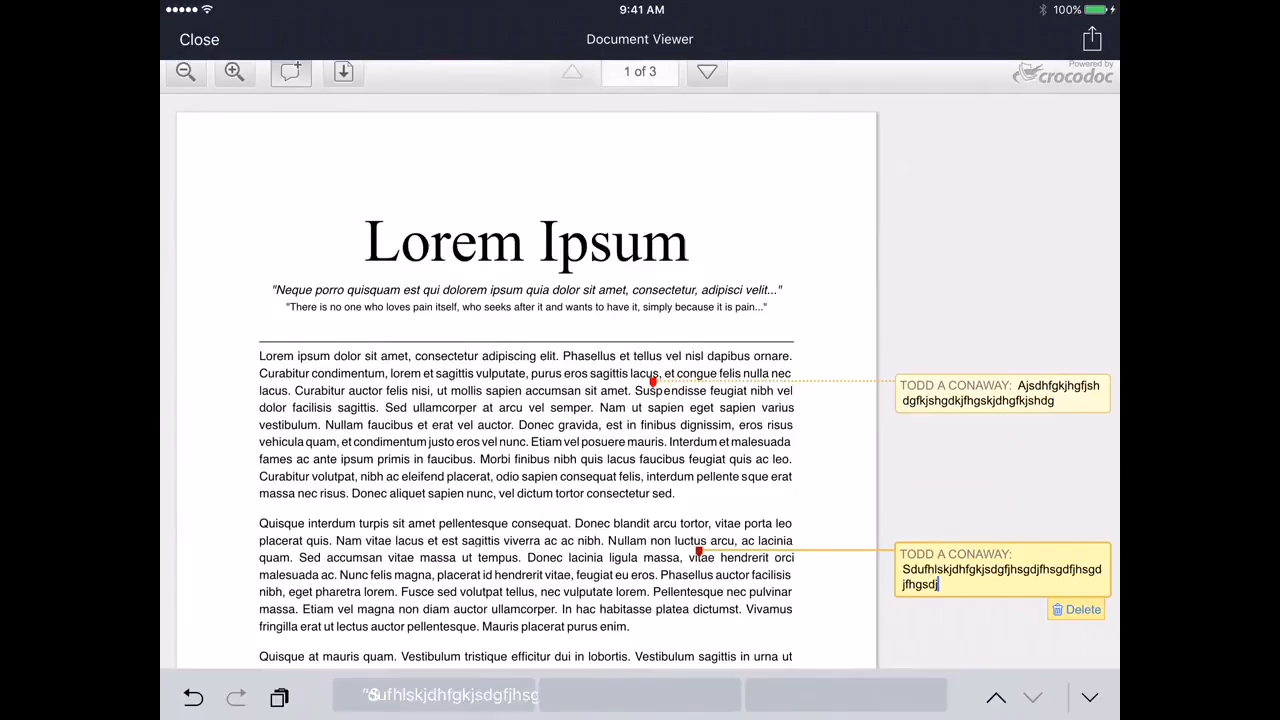 9:41 AM
100%
Close
Document Viewer
1 of 3
Powered by
crocodoc
Lorem Ipsum
"Neque porro quisquam est qui dolorem ipsum quia dolor sit amet, consectetur, adipisci velit..."
"There is no one who loves pain itself, who seeks after it and wants to have it, simply because it is pain..."
Lorem ipsum dolor sit amet, consectetur adipiscing elit. Phasellus et tellus vel nisl dapibus ornare.
Curabitur condimentum, lorem et sagittis vulputate, purus eros sagittis lacus, et congue felis nulla nec
lacus. Curabitur auctor felis nisi, ut mollis sapien accumsan sit amet. Suspendisse feugiat nibh vel
dolor facilisis sagittis. Sed ullamcorper at arcu vel semper. Nam ut sapien eget sapien varius
vestibulum. Nullam faucibus et erat vel auctor. Donec gravida, est in finibus dignissim, eros risus
vehicula quam, et condimentum justo eros vel nunc. Etiam vel posuere mauris. Interdum et malesuada
fames ac ante ipsum primis in faucibus. Morbi finibus nibh quis lacus faucibus feugiat quis ac leo.
Curabitur volutpat, nibh ac eleifend placerat, odio sapien consequat felis, interdum pellente sque erat
massa nec risus. Donec aliquet sapien nunc, vel dictum tortor consectetur sed.
Quisque interdum turpis sit amet pellentesque consequat. Donec blandit arcu tortor, vitae porta leo
placerat quis. Nam vitae lacus et est sagittis viverra ac ac nibh. Nullam non luctus arcu, ac lacinia
quam. Sed accumsan vitae massa ut tempus. Donec lacinia ligula massa, vitae hendrerit orci
malesuada ac. Nunc felis magna, placerat id hendrerit vitae, feugiat eu eros. Phasellus auctor facilisis
nibh, eget pharetra lorem. Fusce sed volutpat tellus, nec vulputate lorem. Pellentesque nec pulvinar
massa. Etiam vel magna non diam auctor ullamcorper. In hac habitasse platea dictumst. Vivamus
fringilla erat ut lectus auctor pellentesque. Mauris placerat purus enim.
Quisque at mauris quam. Vestibulum tristique efficitur dui in lobortis. Vestibulum sagittis in urna ut
TODD A CONAWAY: Ajsdhfgkjhgfjsh
dgfkjshgdkjfhgskjdhgfkjshdg
TODD A CONAWAY:
Sdufhlskjdhfgkjsdgfjhsgdjfhsgdfjhsgd
jfhgsdj
Delete